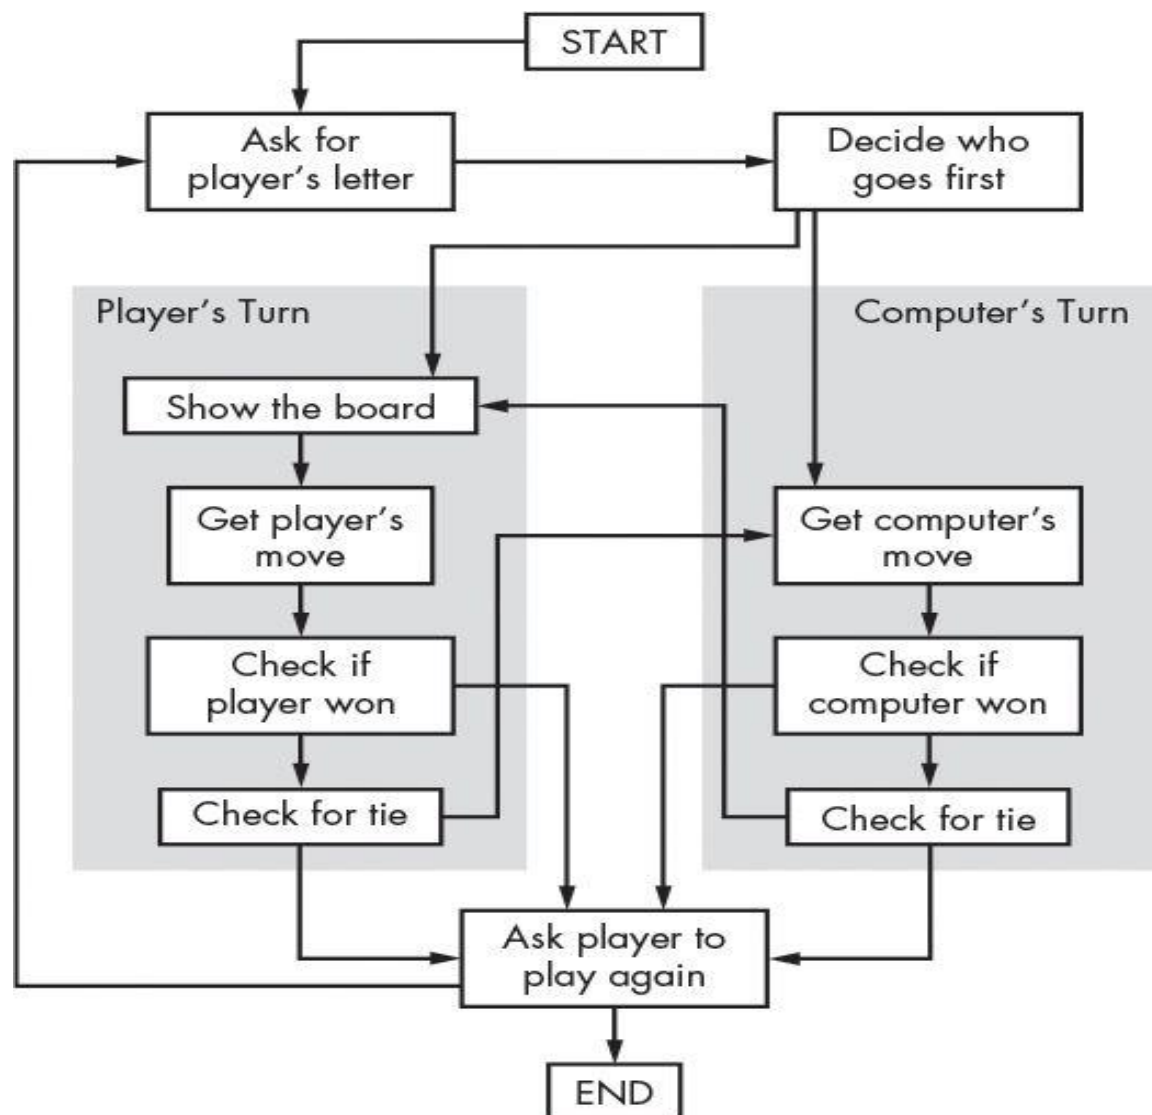 START
Ask for
player's letter
Decide who
goes first
Player's Turn
Computer's Turn
Show the board
Get player's
move
Get computer's
move
Check if
player won
Check if
computer won
Check for tie
Check for tie
Ask player to
play again
END